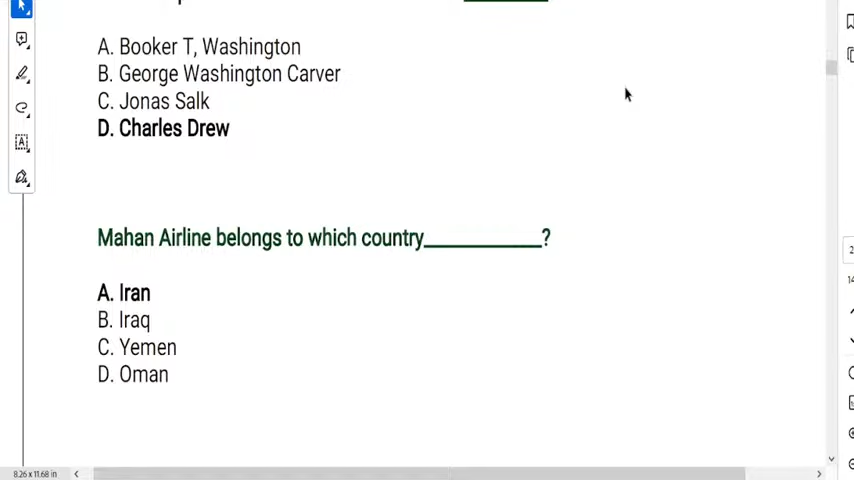 A. Booker T, Washington
B. George Washington Carver
C. Jonas Salk
D. Charles Drew
Mahan Airline belongs to which country__________?
A. Iran
B. Iraq
C. Yemen
D. Oman
8.26 x 11.68 in